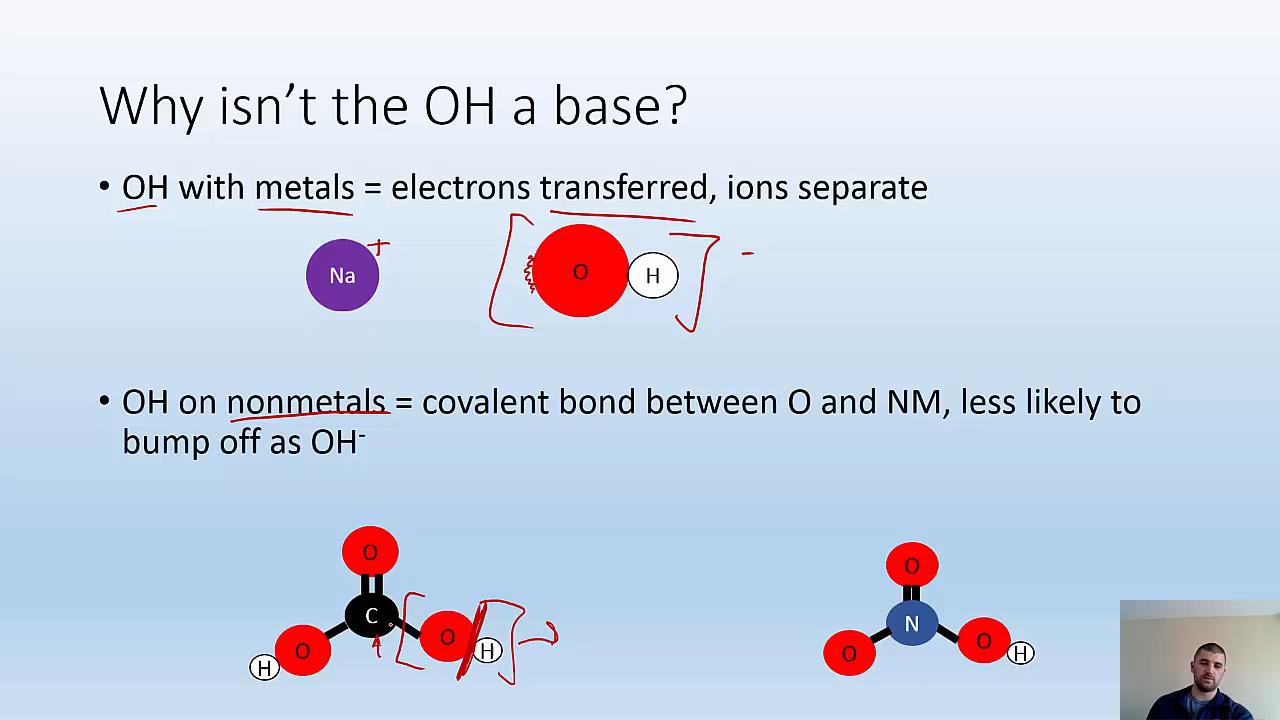 Why isn't the OH a base?
• OH with metals = electrons transferred, ions separate
Na + O H -
• OH on nonmetals = covalent bond between O and NM, less likely to
bump off as OH-
O O
C N
H O O H O O H